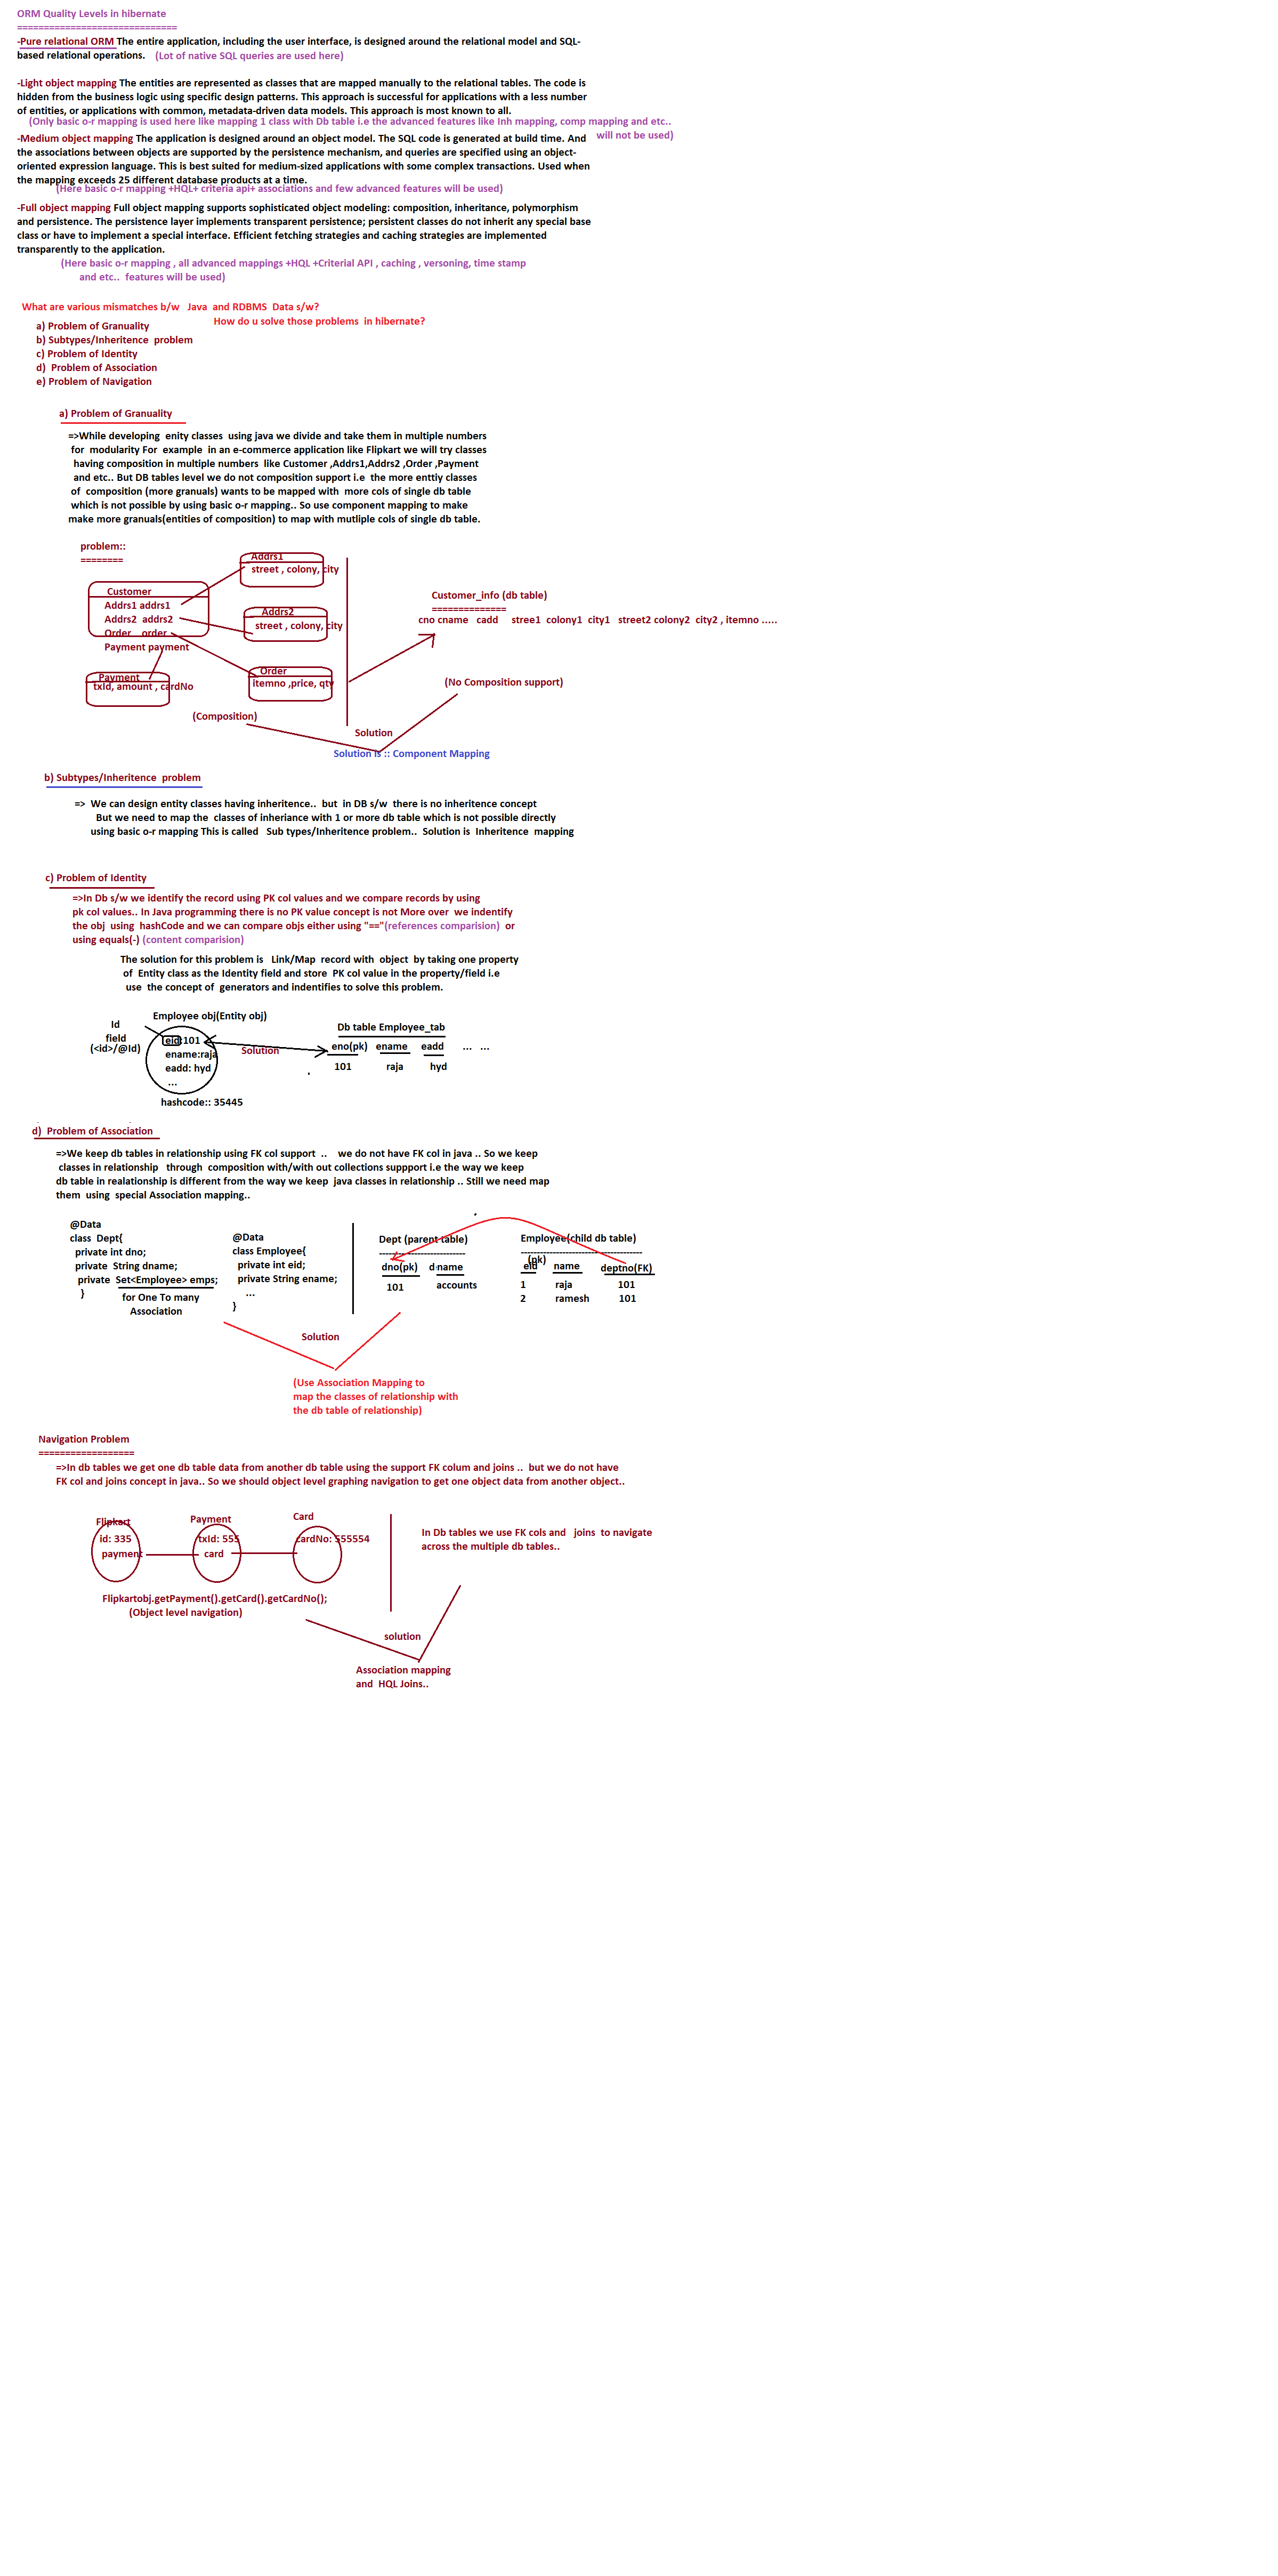 ORM Quality Levels in hibernate
==============================
-Pure relational ORM The entire application, including the user interface, is designed around the relational model and SQL-
based relational operations. (Lot of native SQL queries are used here)
-Light object mapping The entities are represented as classes that are mapped manually to the relational tables. The code is
hidden from the business logic using specific design patterns. This approach is successful for applications with a less number
of entities, or applications with common, metadata-driven data models. This approach is most known to all.
(Only basic o-r mapping is used here like mapping 1 class with Db table i.e the advanced features like Inh mapping, comp mapping and etc..
will not be used)
-Medium object mapping The application is designed around an object model. The SQL code is generated at build time. And
the associations between objects are supported by the persistence mechanism, and queries are specified using an object-
oriented expression language. This is best suited for medium-sized applications with some complex transactions. Used when
the mapping exceeds 25 different database products at a time.
(Here basic o-r mapping +HQL+ criteria api+ associations and few advanced features will be used)
-Full object mapping Full object mapping supports sophisticated object modeling: composition, inheritance, polymorphism
and persistence. The persistence layer implements transparent persistence; persistent classes do not inherit any special base
class or have to implement a special interface. Efficient fetching strategies and caching strategies are implemented
transparently to the application.
(Here basic o-r mapping , all advanced mappings +HQL +Criterial API , caching , versoning, time stamp
and etc.. features will be used)
What are various mismatches b/w Java and RDBMS Data s/w?
How do u solve those problems in hibernate?
a) Problem of Granuality
b) Subtypes/Inheritence problem
c) Problem of Identity
d) Problem of Association
e) Problem of Navigation
a) Problem of Granuality
=>While developing enity classes using java we divide and take them in multiple numbers
for modularity For example in an e-commerce application like Flipkart we will try classes
having composition in multiple numbers like Customer ,Addrs1,Addrs2 ,Order ,Payment
and etc.. But DB tables level we do not composition support i.e the more enttiy classes
of composition (more granuals) wants to be mapped with more cols of single db table
which is not possible by using basic o-r mapping.. So use component mapping to make
make more granuals(entities of composition) to map with mutliple cols of single db table.
problem::
========
Addrs1
street , colony, city
Customer
Addrs1 addrs1
Addrs2 addrs2
Order order
Payment payment
Addrs2
street , colony, city
Customer_info (db table)
==============
cno cname cadd stree1 colony1 city1 street2 colony2 city2 , itemno .....
Payment
txId, amount , cardNo
Order
itemno ,price, qty
(No Composition support)
(Composition)
Solution
Solution is :: Component Mapping
b) Subtypes/Inheritence problem
=> We can design entity classes having inheritence.. but in DB s/w there is no inheritence concept
But we need to map the classes of inheriance with 1 or more db table which is not possible directly
using basic o-r mapping This is called Sub types/Inheritence problem.. Solution is Inheritence mapping
c) Problem of Identity
=>In Db s/w we identify the record using PK col values and we compare records by using
pk col values.. In Java programming there is no PK value concept is not More over we indentify
the obj using hashCode and we can compare objs either using "=="(references comparision) or
using equals(-) (content comparision)
The solution for this problem is Link/Map record with object by taking one property
of Entity class as the Identity field and store PK col value in the property/field i.e
use the concept of generators and indentifies to solve this problem.
Employee obj(Entity obj)
Id
field
(<id>/@Id)
eid:101
ename:raja
eadd: hyd
...
hashcode:: 35445
Solution
Db table Employee_tab
eno(pk) ename eadd ... ...
101 raja hyd
d) Problem of Association
=>We keep db tables in relationship using FK col support .. we do not have FK col in java .. So we keep
classes in relationship through composition with/with out collections suppport i.e the way we keep
db table in realationship is different from the way we keep java classes in relationship .. Still we need map
them using special Association mapping..
@Data
class Dept{
private int dno;
private String dname;
private Set<Employee> emps;
}
for One To many
Association
@Data
class Employee{
private int eid;
private String ename;
...
}
Dept (parent table)
---------------------------
dno(pk) dname
101 accounts
Employee(child db table)
--------------------------------------
(pk)
eid name deptno(FK)
1 raja 101
2 ramesh 101
Solution
(Use Association Mapping to
map the classes of relationship with
the db table of relationship)
Navigation Problem
==================
=>In db tables we get one db table data from another db table using the support FK colum and joins .. but we do not have
FK col and joins concept in java.. So we should object level graphing navigation to get one object data from another object..
Flipkart
id: 335
payment
Payment
txId: 555
card
Card
cardNo: 555554
In Db tables we use FK cols and joins to navigate
across the multiple db tables..
Flipkartobj.getPayment().getCard().getCardNo();
(Object level navigation)
solution
Association mapping
and HQL Joins..